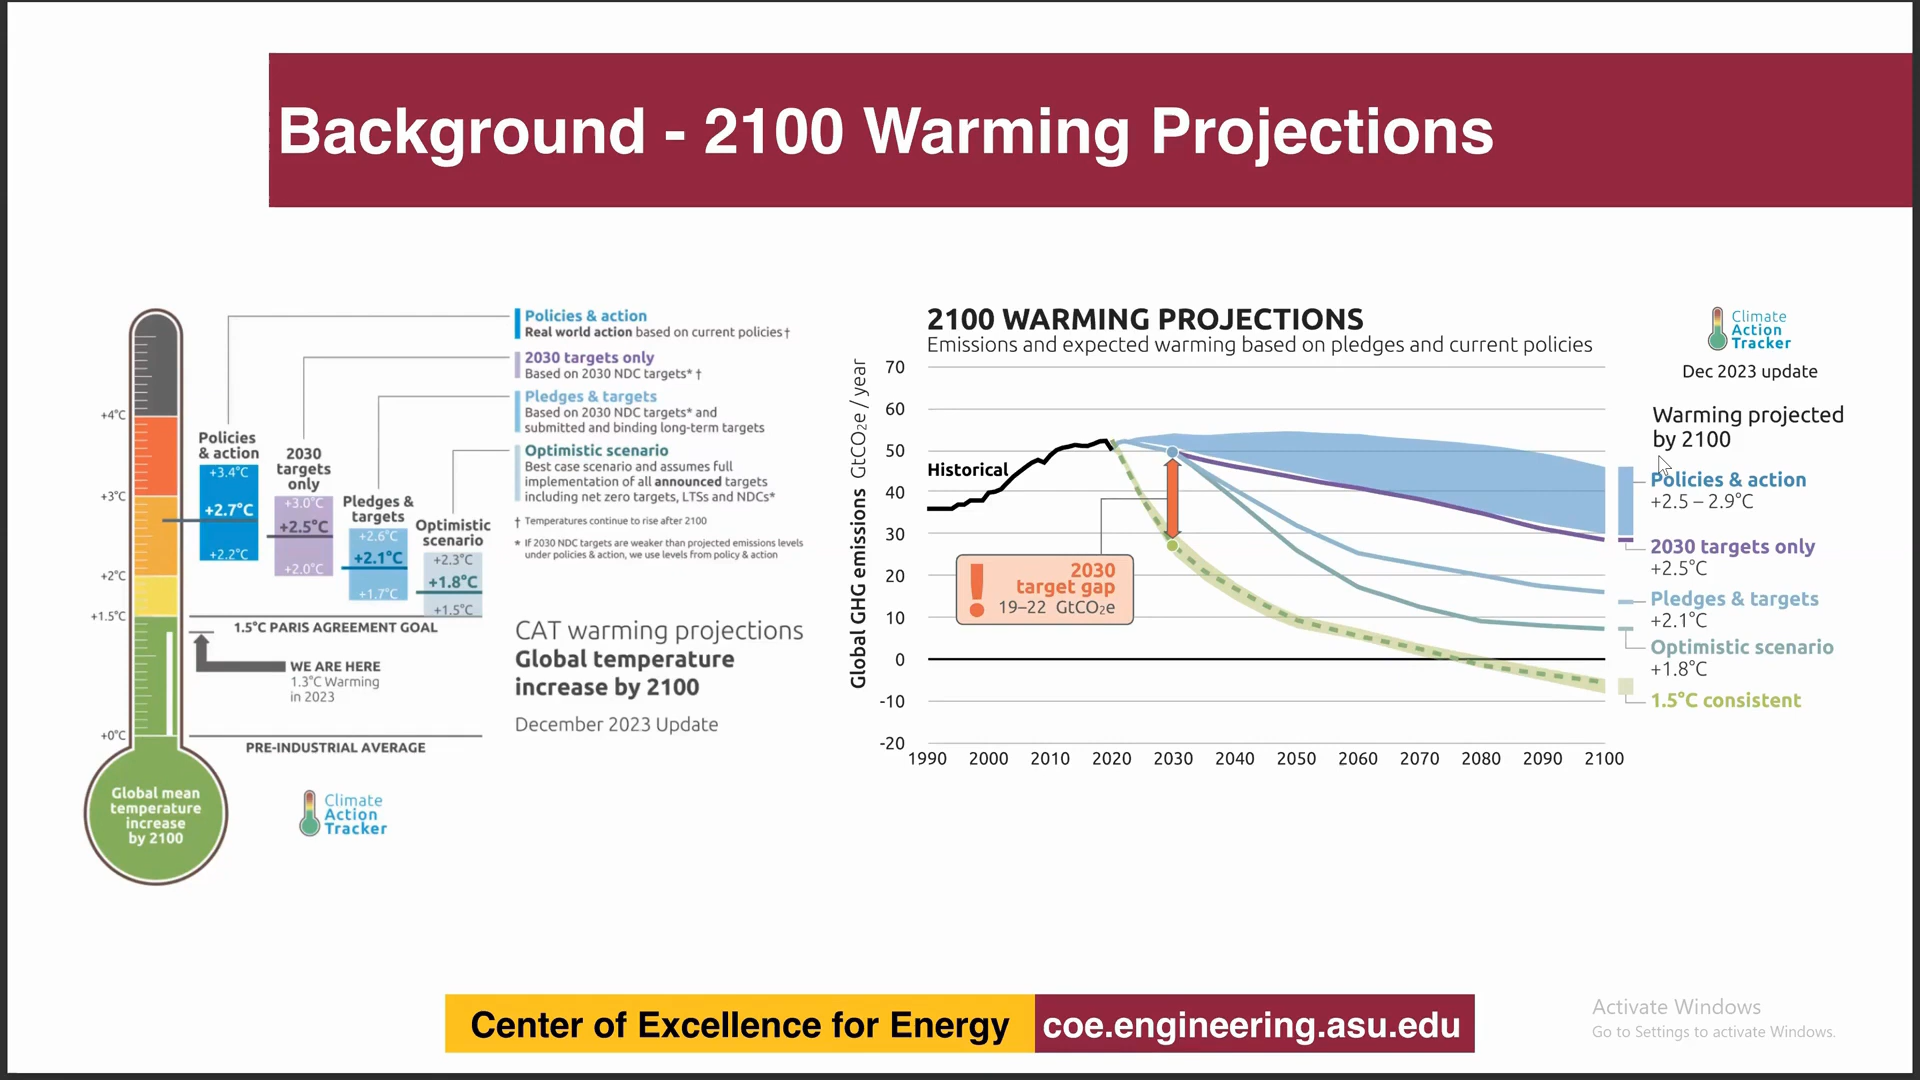 Background - 2100 Warming Projections
Policies & action
Real world action based on current policies†
2030 targets only
Based on 2030 NDC targets* †
Pledges & targets
Based on 2030 NDC targets* and
submitted and binding long-term targets
Optimistic scenario
Best case scenario and assumes full
implementation of all announced targets
including net zero targets, LTSs and NDCs*
† Temperatures continue to rise after 2100
* If 2030 NDC targets are weaker than projected emissions levels
under policies & action, we use levels from policy & action
+4°C
+3°C
+2°C
+1.5°C
+0°C
Policies
& action
+3.4°C
+2.7°C
+2.2°C
2030
targets
only
+3.0°C
+2.5°C
+2.0°C
Pledges &
targets
+2.6°C
+2.1°C
+1.7°C
Optimistic
scenario
+2.3°C
+1.8°C
+1.5°C
1.5°C PARIS AGREEMENT GOAL
WE ARE HERE
1.3°C Warming
in 2023
PRE-INDUSTRIAL AVERAGE
Global mean
temperature
increase
by 2100
Climate
Action
Tracker
CAT warming projections
Global temperature
increase by 2100
December 2023 Update
2100 WARMING PROJECTIONS
Emissions and expected warming based on pledges and current policies
Global GHG emissions GtCO₂e / year
70
60
50
40
30
20
10
0
-10
-20
1990 2000 2010 2020 2030 2040 2050 2060 2070 2080 2090 2100
Historical
2030
target gap
19–22 GtCO₂e
Climate
Action
Tracker
Dec 2023 update
Warming projected
by 2100
Policies & action
+2.5 – 2.9°C
2030 targets only
+2.5°C
Pledges & targets
+2.1°C
Optimistic scenario
+1.8°C
1.5°C consistent
Center of Excellence for Energy coe.engineering.asu.edu
Activate Windows
Go to Settings to activate Windows.